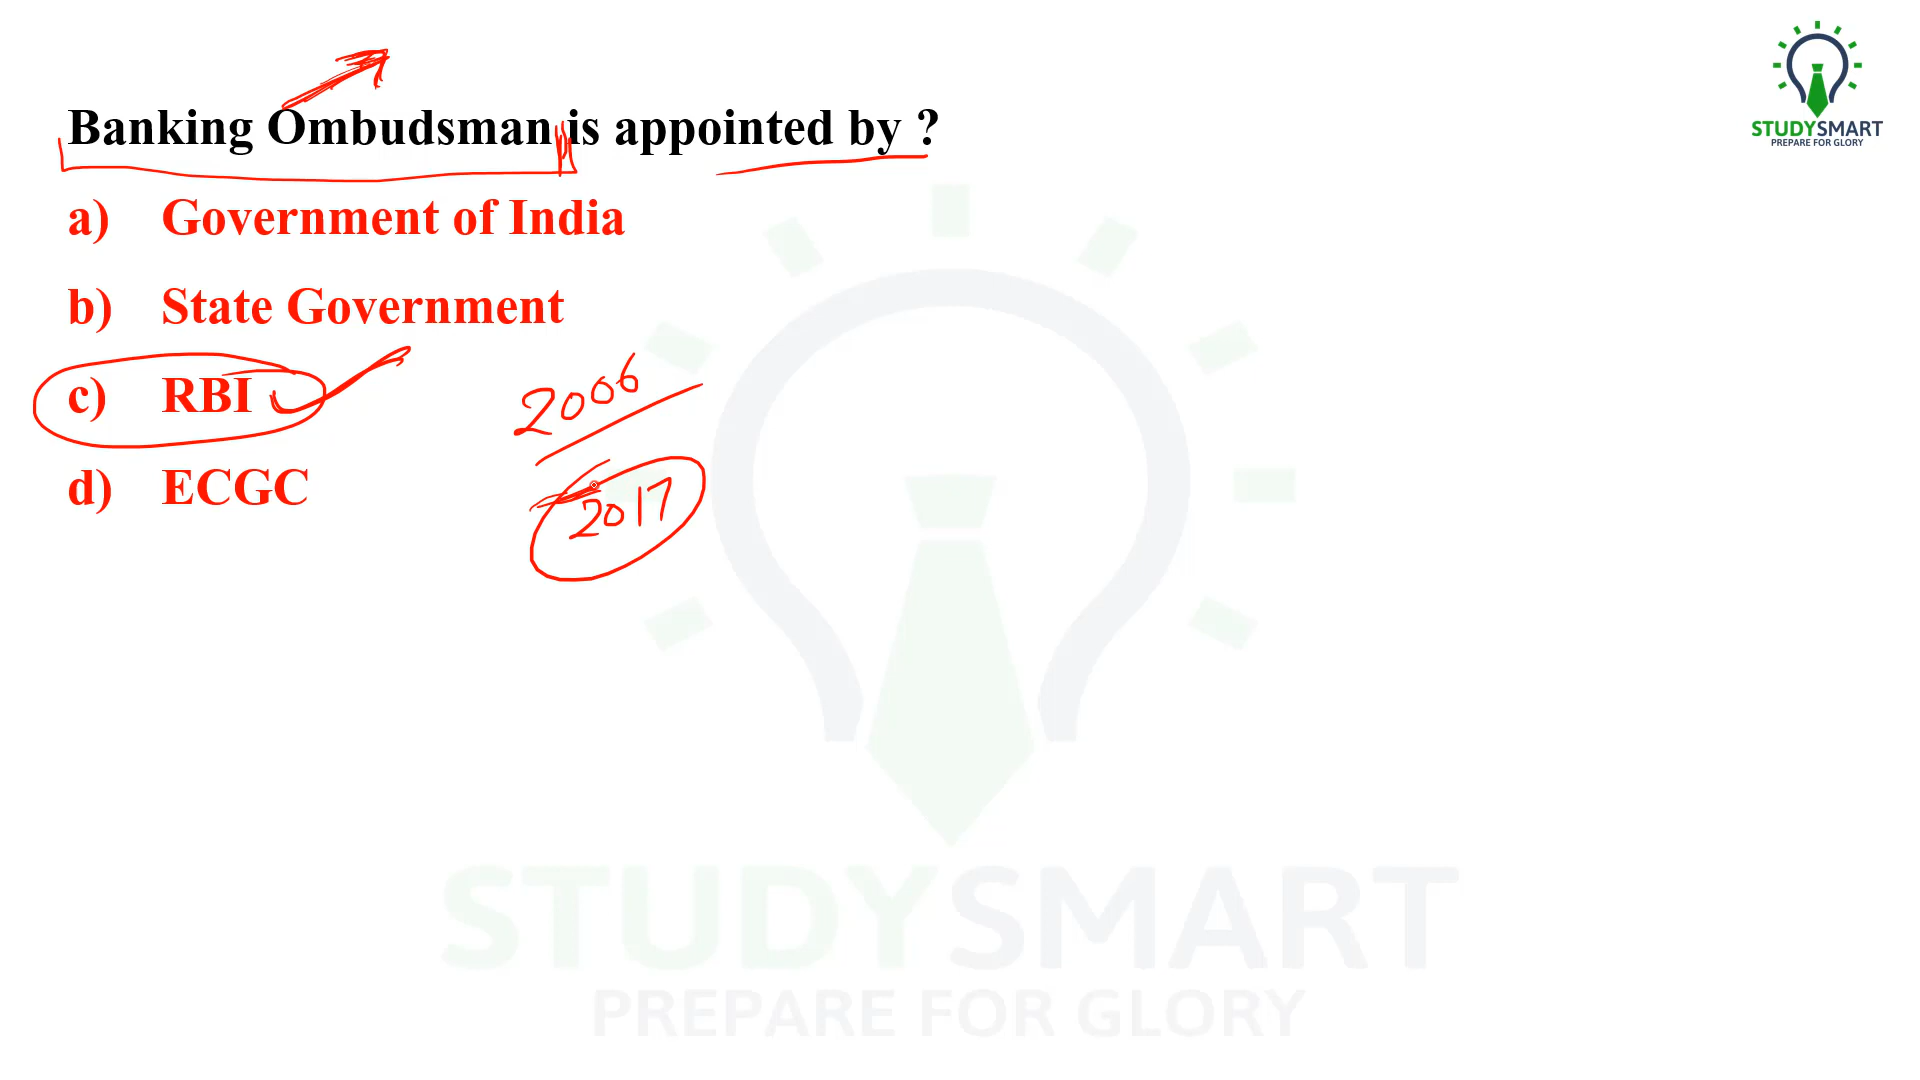 STUDYSMART
PREPARE FOR GLORY
Banking Ombudsman is appointed by ?
a) Government of India
b) State Government
c) RBI
d) ECGC
2006
2017
STUDYSMART
PREPARE FOR GLORY